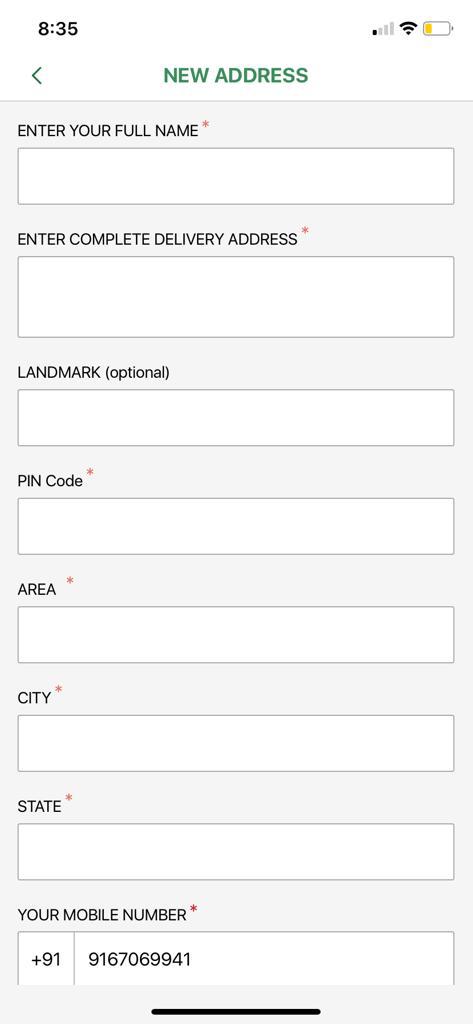 8:35
NEW ADDRESS
ENTER YOUR FULL NAME *
ENTER COMPLETE DELIVERY ADDRESS *
LANDMARK (optional)
PIN Code *
AREA *
CITY *
STATE *
YOUR MOBILE NUMBER *
+91 9167069941